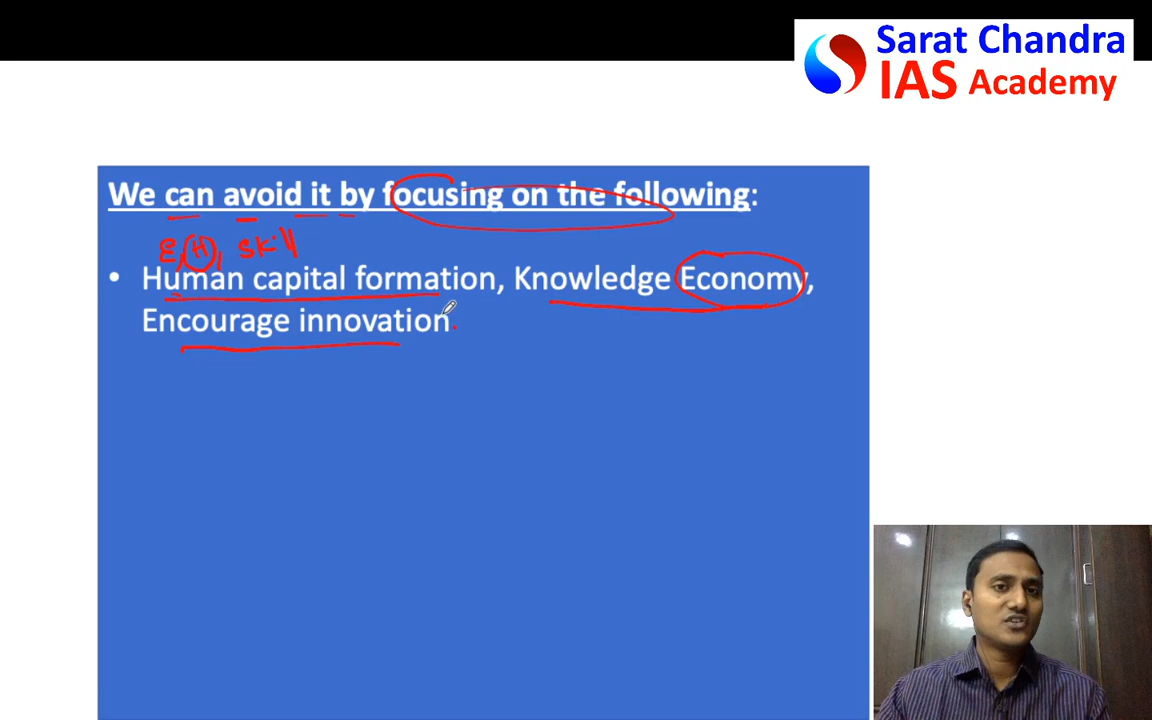 Sarat Chandra
IAS Academy
We can avoid it by focusing on the following:
E, H, skill
• Human capital formation, Knowledge Economy,
Encourage innovation